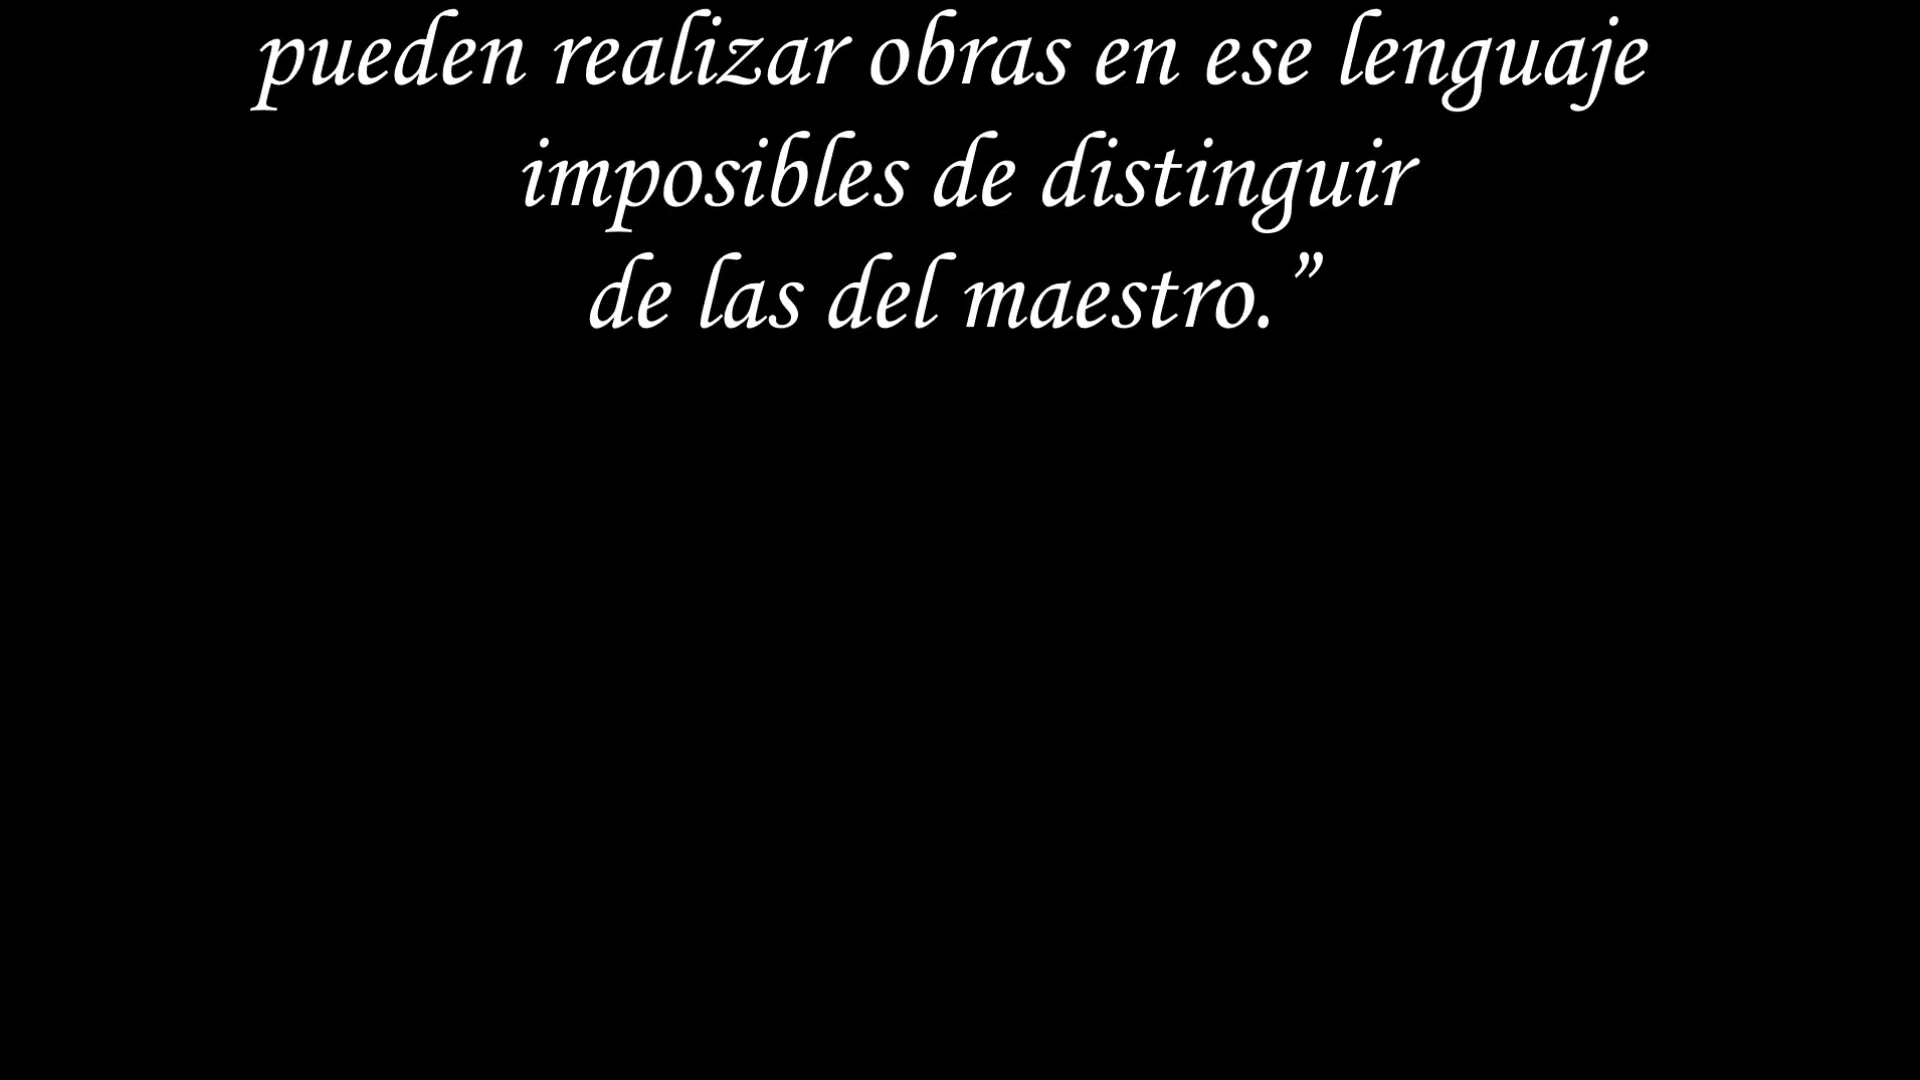 pueden realizar obras en ese lenguaje
imposibles de distinguir
de las del maestro.”